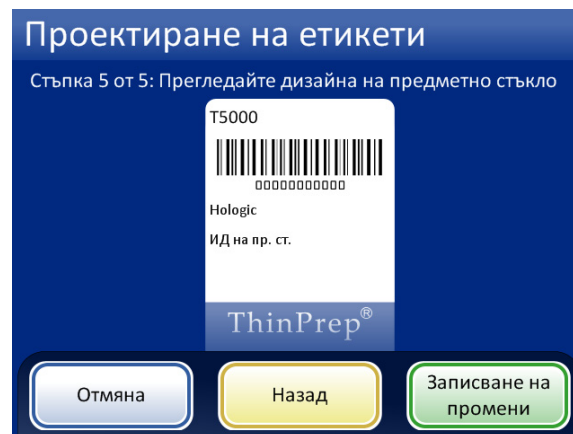 Проектиране на етикети
Стъпка 5 от 5: Прегледайте дизайна на предметно стъкло
T5000
00000000000
Hologic
ИД на пр. ст.
ThinPrep®
Отмяна
Назад
Записване на
промени